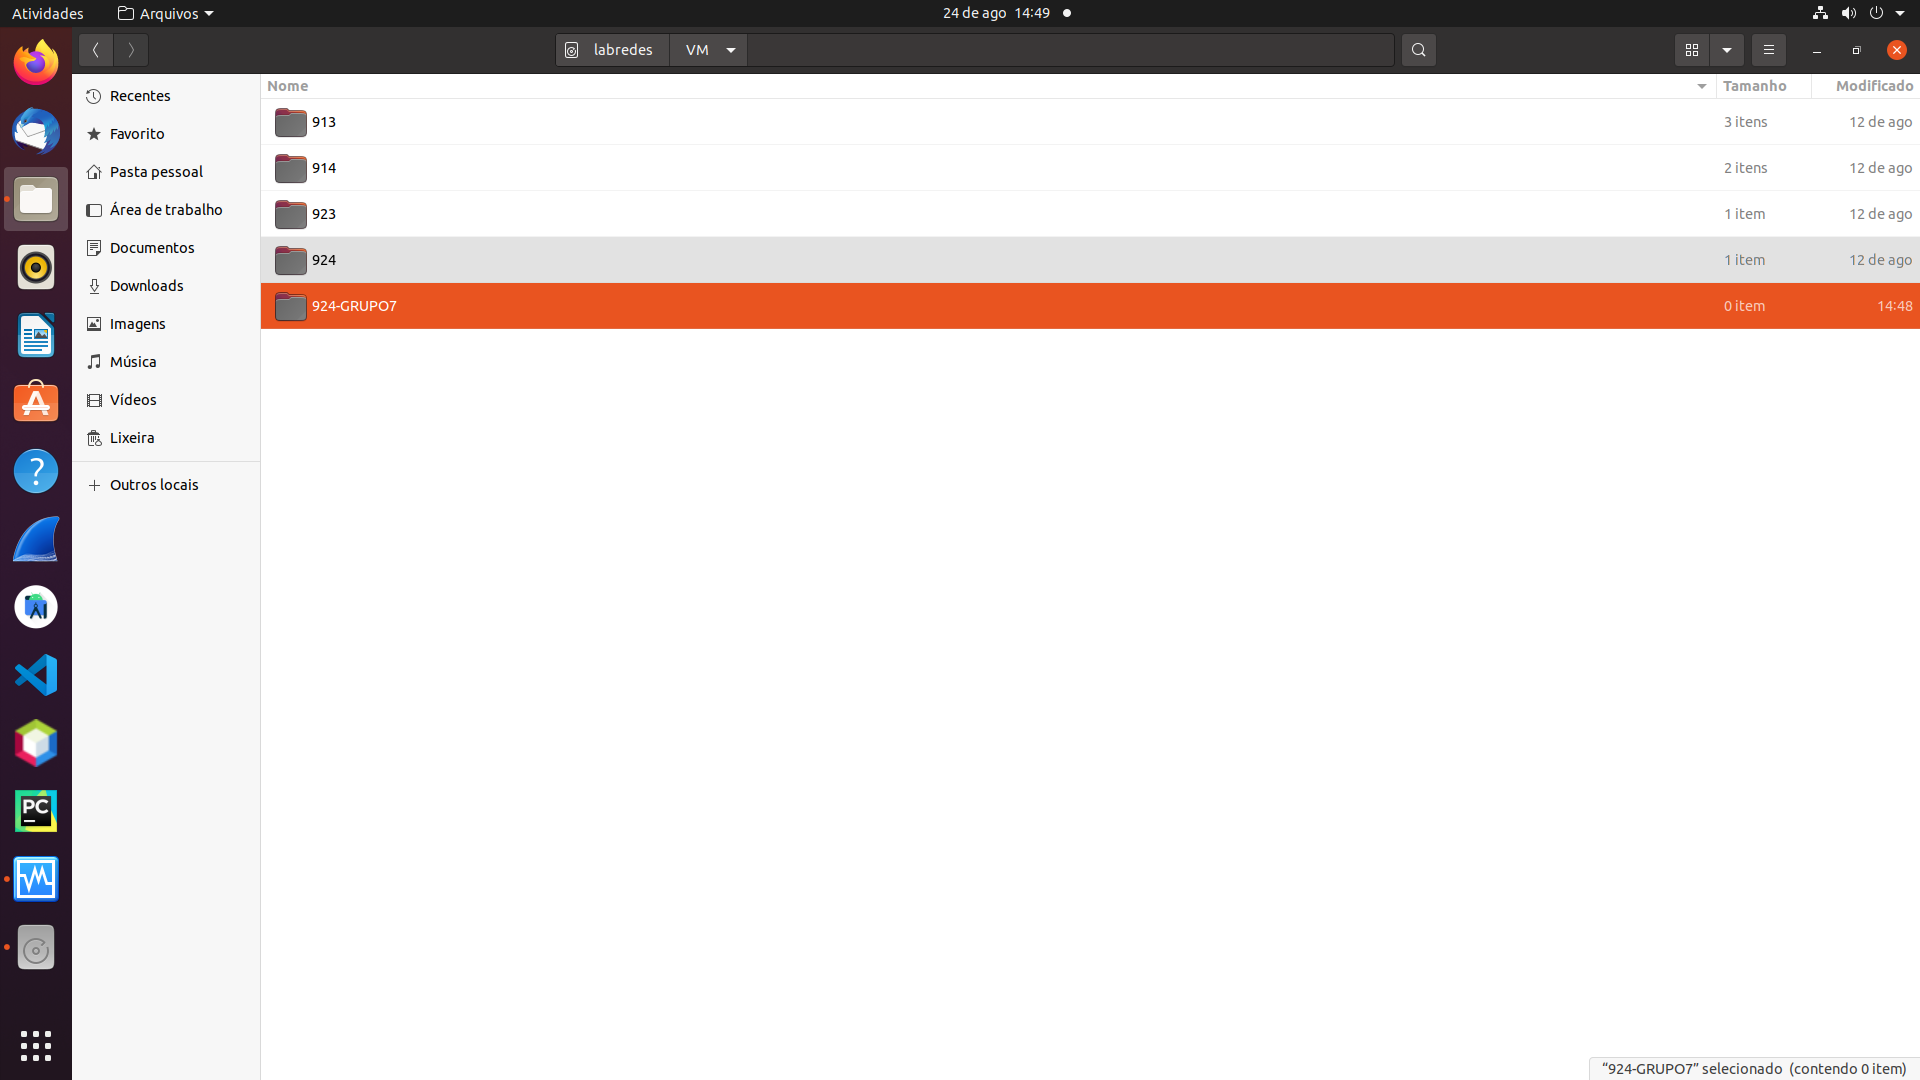 Atividades
Arquivos
24 de ago 14:49
labredes
VM
Recentes
Favorito
Pasta pessoal
Área de trabalho
Documentos
Downloads
Imagens
Música
Vídeos
Lixeira
Outros locais
Nome Tamanho Modificado
913 3 itens 12 de ago
914 2 itens 12 de ago
923 1 item 12 de ago
924 1 item 12 de ago
924-GRUPO7 0 item 14:48
PC
“924-GRUPO7” selecionado (contendo 0 item)